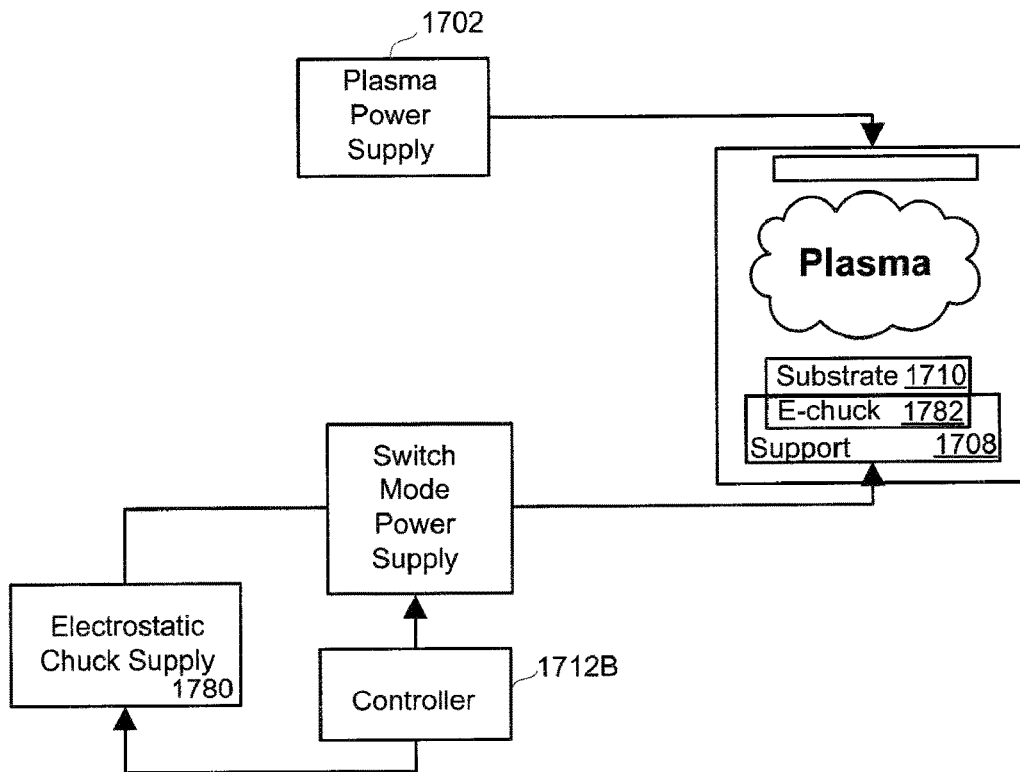 1702
Plasma
Power
Supply
Plasma
Substrate 1710
E-chuck 1782
Support 1708
Switch
Mode
Power
Supply
Electrostatic
Chuck Supply
1780
1712B
Controller